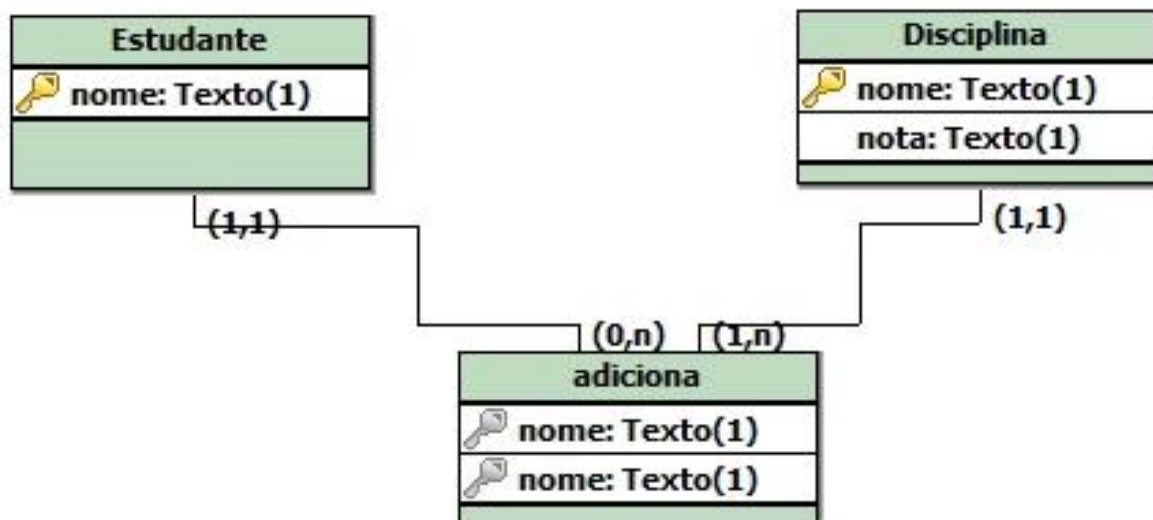 Estudante
nome: Texto(1)
(1,1)
Disciplina
nome: Texto(1)
nota: Texto(1)
(1,1)
(0,n)
(1,n)
adiciona
nome: Texto(1)
nome: Texto(1)